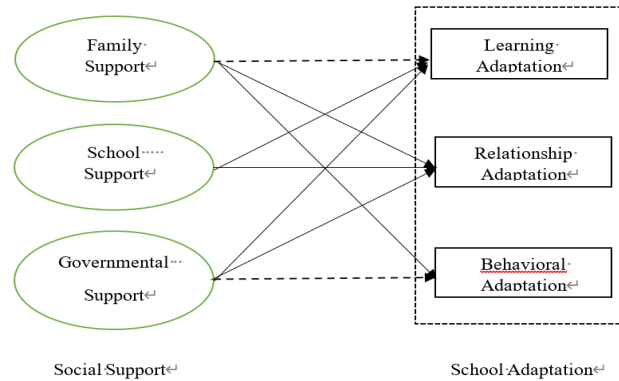 Family
Support
Learning
Adaptation
School
Support
Relationship
Adaptation
Governmental
Support
Behavioral
Adaptation
Social Support
School Adaptation